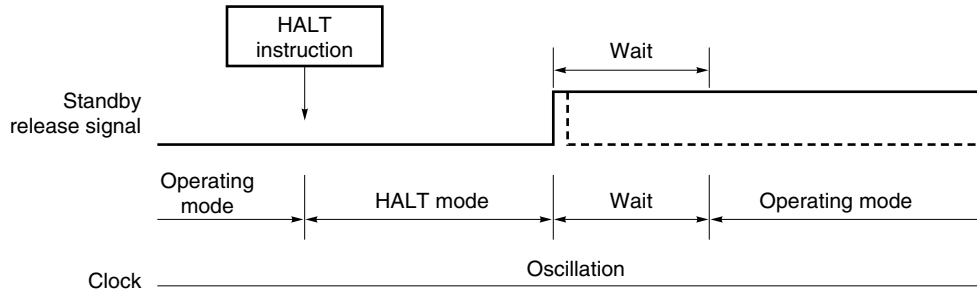 HALT
instruction
Wait
Standby
release signal
Operating
mode
HALT mode
Wait
Operating mode
Oscillation
Clock